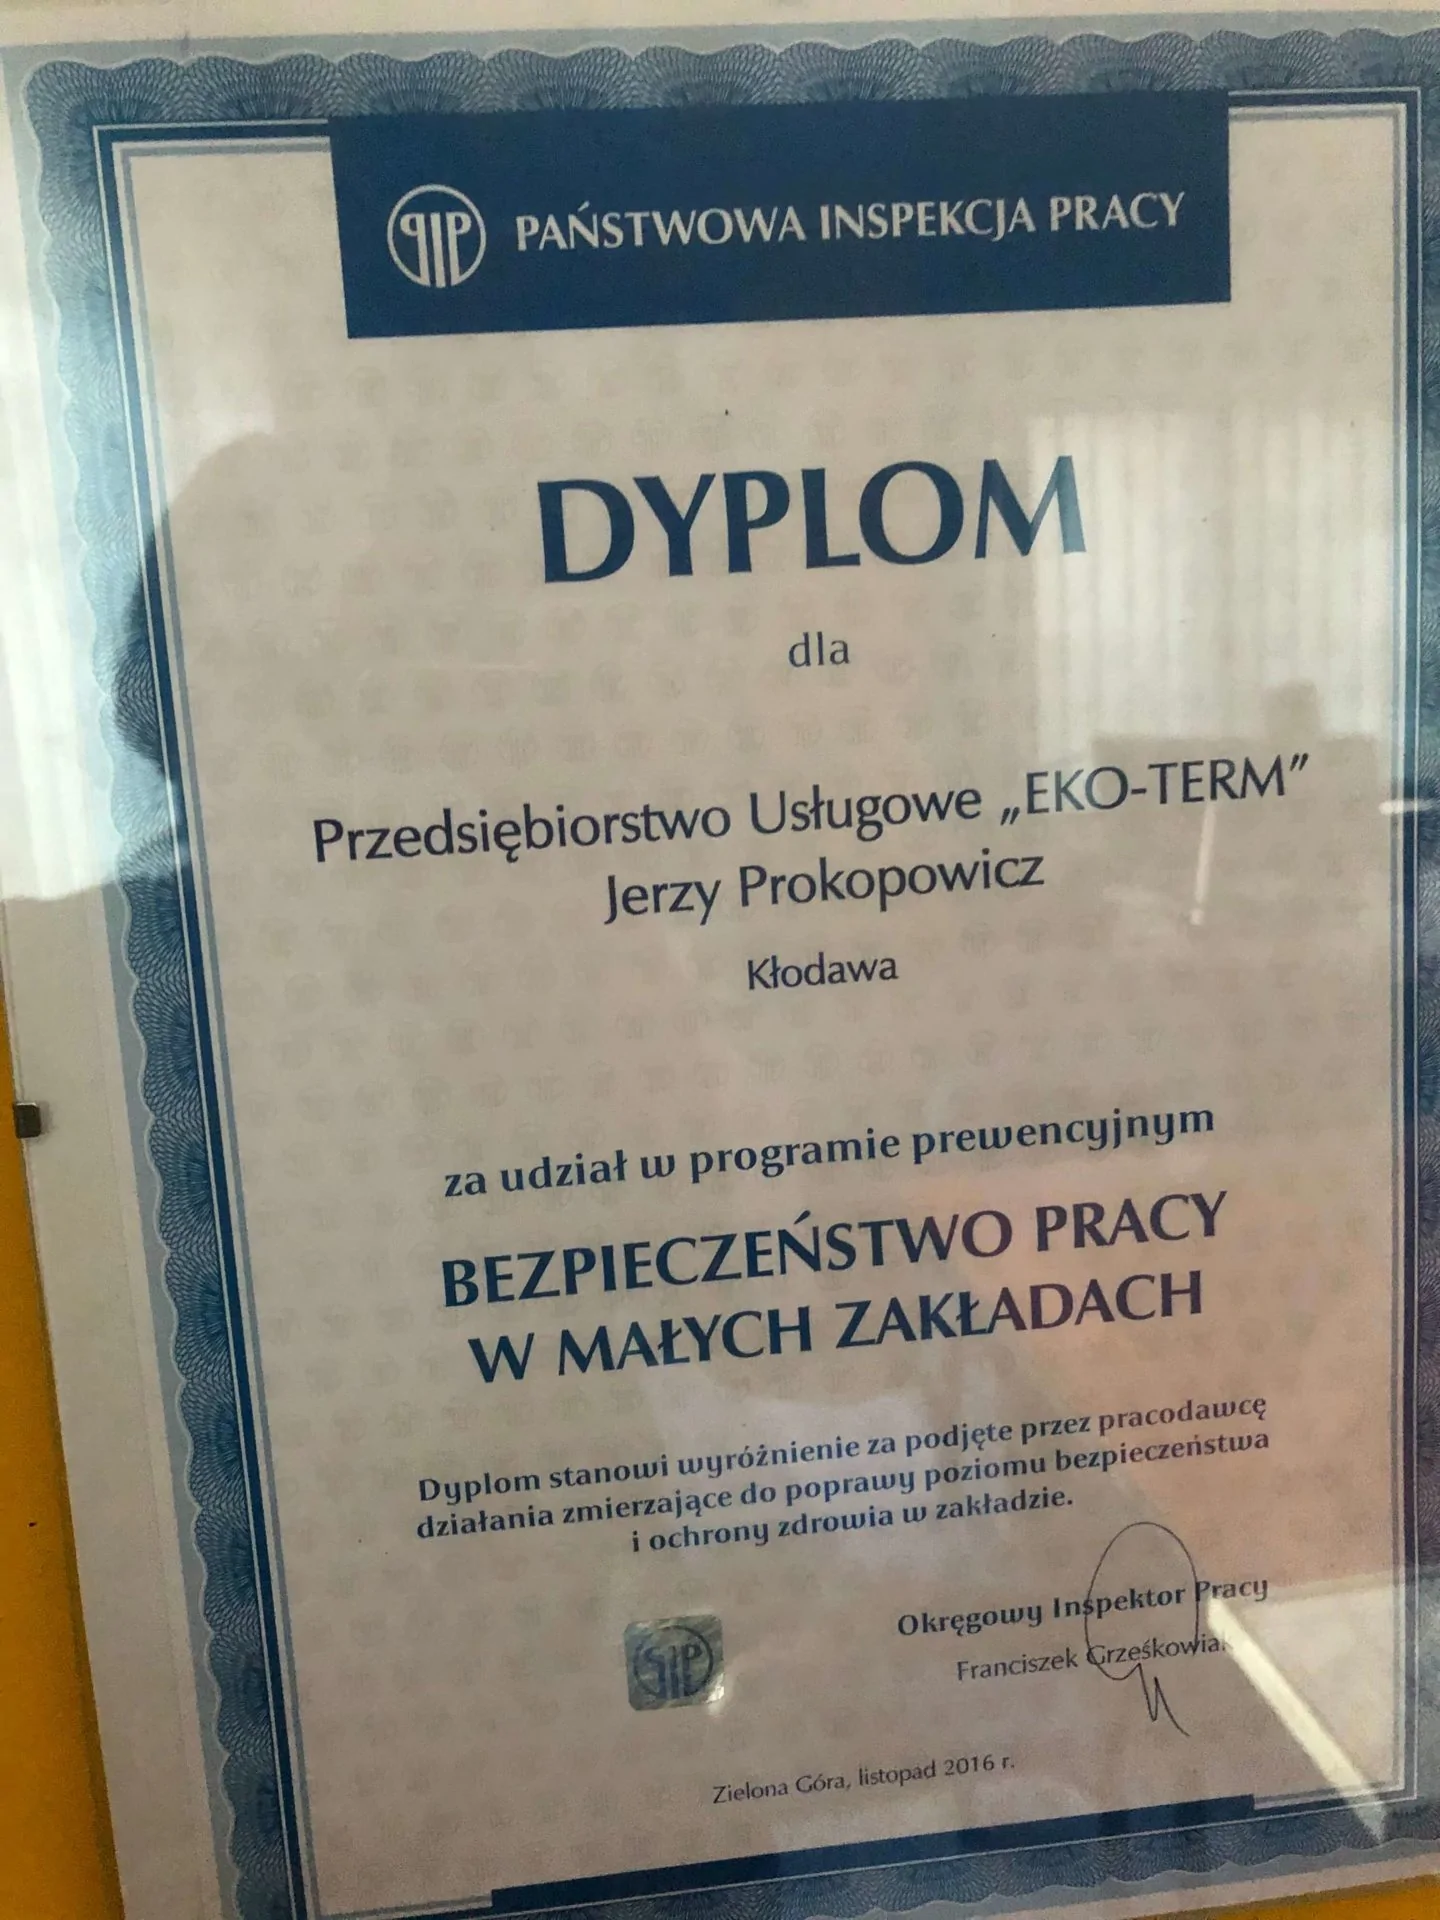 PIP PAŃSTWOWA INSPEKCJA PRACY
DYPLOM
dla
Przedsiębiorstwo Usługowe „EKO-TERM”
Jerzy Prokopowicz
Kłodawa
za udział w programie prewencyjnym
BEZPIECZEŃSTWO PRACY
W MAŁYCH ZAKŁADACH
Dyplom stanowi wyróżnienie za podjęte przez pracodawcę
działania zmierzające do poprawy poziomu bezpieczeństwa
i ochrony zdrowia w zakładzie.
Okręgowy Inspektor Pracy
Franciszek Grześkowiak
Zielona Góra, listopad 2016 r.